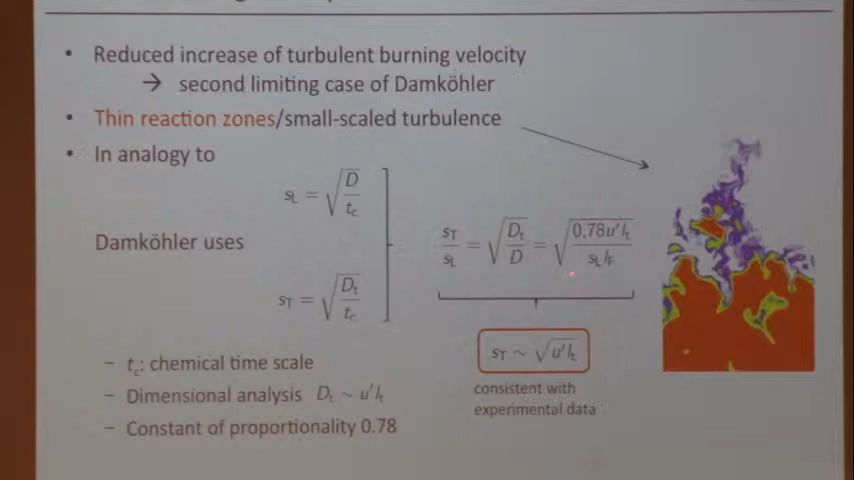 • Reduced increase of turbulent burning velocity
→ second limiting case of Damköhler
• Thin reaction zones/small-scaled turbulence
• In analogy to
s_L = √(D/t_c)
Damköhler uses
s_T/s_L = √(D_t/D) = √(0.78u′l_t/(s_L l_F))
s_T = √(D_t/t_c)
s_T ~ √(u′l_t)
– t_c: chemical time scale
consistent with
experimental data
– Dimensional analysis D_t ~ u′l_t
– Constant of proportionality 0.78